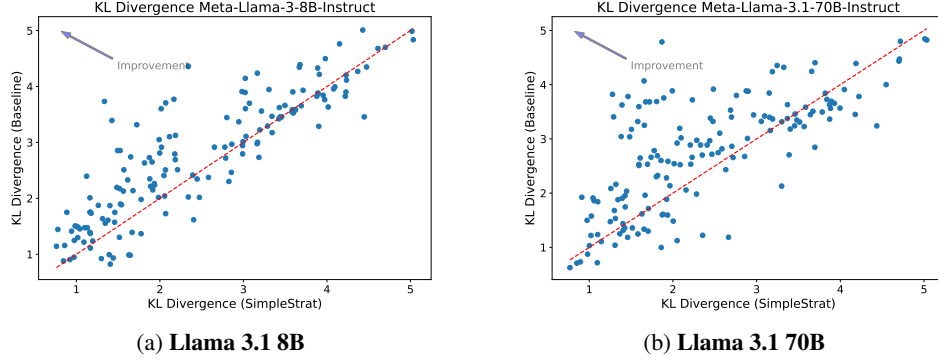 KL Divergence Meta-Llama-3-8B-Instruct
5
4
3
2
1
KL Divergence (Baseline)
Improvement
1
2
3
4
5
KL Divergence (SimpleStrat)
(a) Llama 3.1 8B
KL Divergence Meta-Llama-3.1-70B-Instruct
5
4
3
2
1
KL Divergence (Baseline)
Improvement
1
2
3
4
5
KL Divergence (SimpleStrat)
(b) Llama 3.1 70B